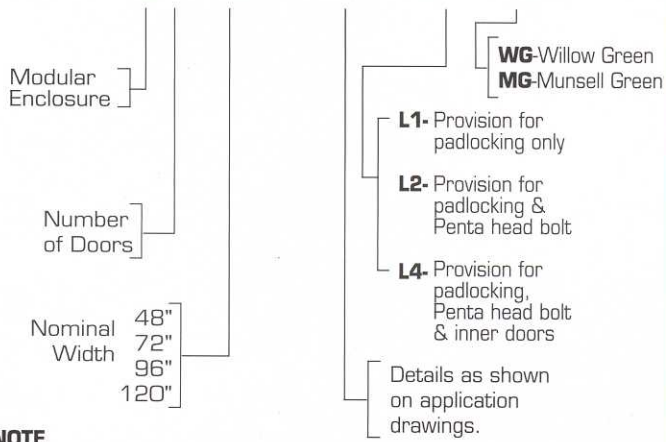 Modular
Enclosure
Number
of Doors
Nominal
Width
48"
72"
96"
120"
WG-Willow Green
MG-Munsell Green
L1- Provision for
padlocking only
L2- Provision for
padlocking &
Penta head bolt
L4- Provision for
padlocking,
Penta head bolt
& inner doors
Details as shown
on application
drawings.
NOTE